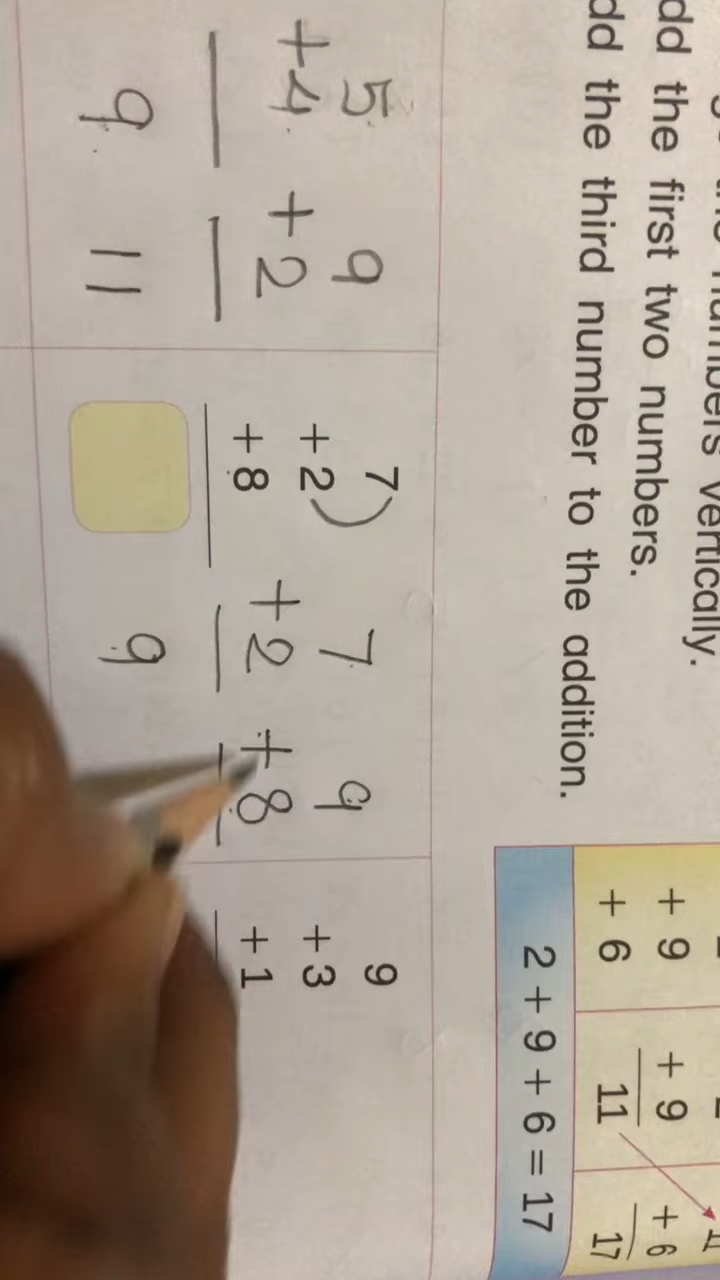 dd the first two numbers.
dd the third number to the addition.
+ 9 + 9 + 6
+ 6 11 17
2 + 9 + 6 = 17
5 9 7) 7 9 9
+4 +2 +2 +2 +8 +3
+8 +1
9 11 9